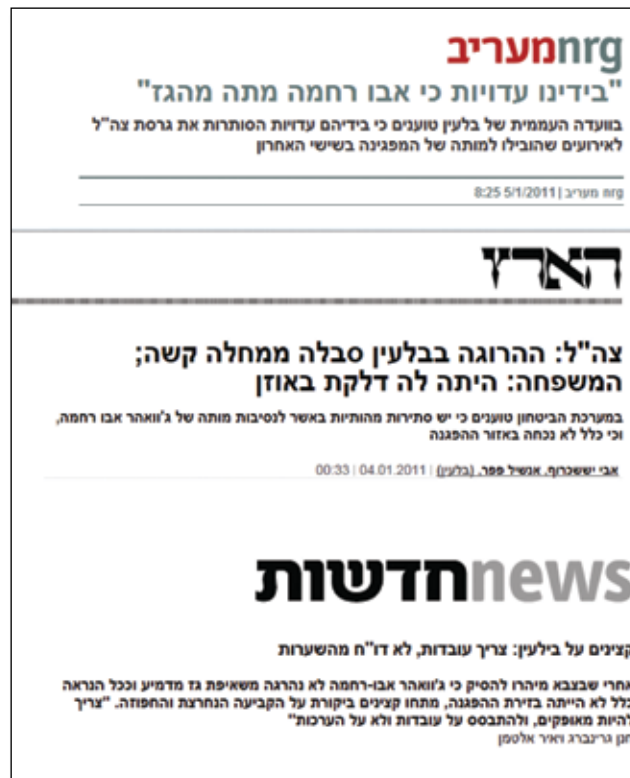 nrgמעריב
"בידינו עדויות כי אבו רחמה מתה מהגז"
בוועדה העממית של בלעין טוענים כי בידיהם עדויות הסותרות את גרסת צה"ל
לאירועים שהובילו למותה של המפגינה בשישי האחרון
nrg מעריב | 5/1/2011 8:25
הארץ
צה"ל: ההרוגה בבלעין סבלה ממחלה קשה;
המשפחה: היתה לה דלקת באוזן
במערכת הביטחון טוענים כי יש סתירות מהותיות באשר לנסיבות מותה של ג'וואהר אבו רחמה,
וכי כלל לא נכחה באזור ההפגנה
אבי יששכרוף, אנשיל פפר, (בלעין) | 04.01.2011 | 00:33
newsחדשות
קצינים על בילעין: צריך עובדות, לא דו"ח מהשערות
אחרי שבצבא מיהרו להסיק כי ג'וואהר אבו-רחמה לא נהרגה משאיפת גז מדמיע וככל הנראה
כלל לא הייתה בזירת ההפגנה, מתחו קצינים ביקורת על הקביעה הנחרצת והחפוזה. "צריך
להיות מאופקים, ולהתבסס על עובדות ולא על הערכות"
חנן גרינברג ויאיר אלטמן